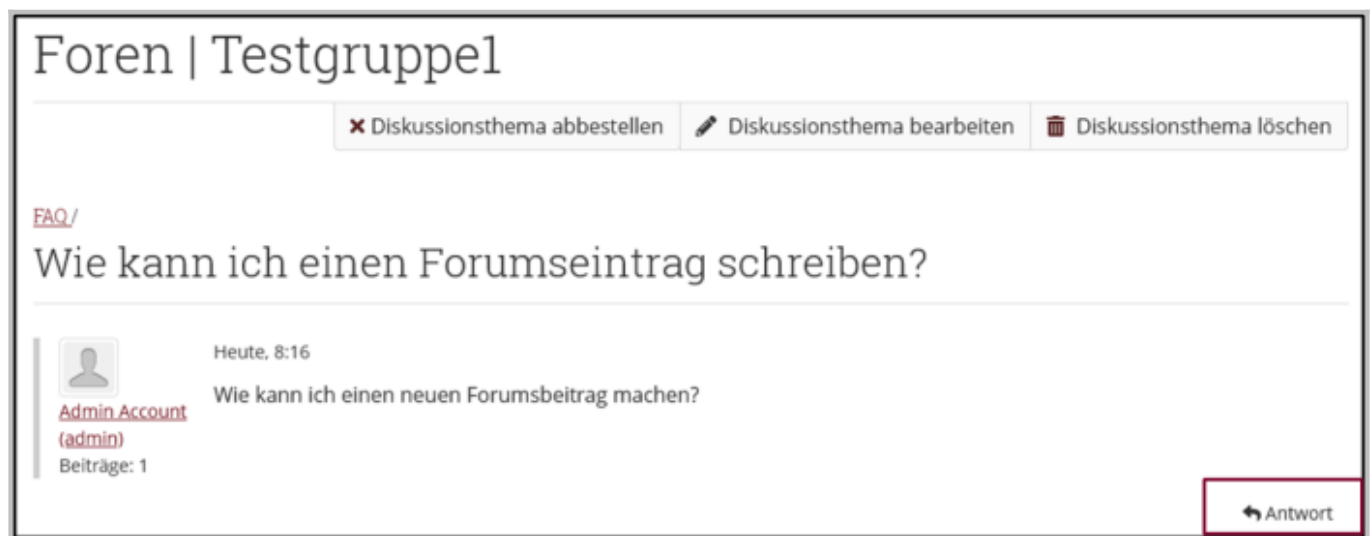 Foren | Testgruppe1
Diskussionsthema abbestellen Diskussionsthema bearbeiten Diskussionsthema löschen
FAQ /
Wie kann ich einen Forumseintrag schreiben?
Heute, 8:16
Wie kann ich einen neuen Forumsbeitrag machen?
Admin Account
(admin)
Beiträge: 1
Antwort